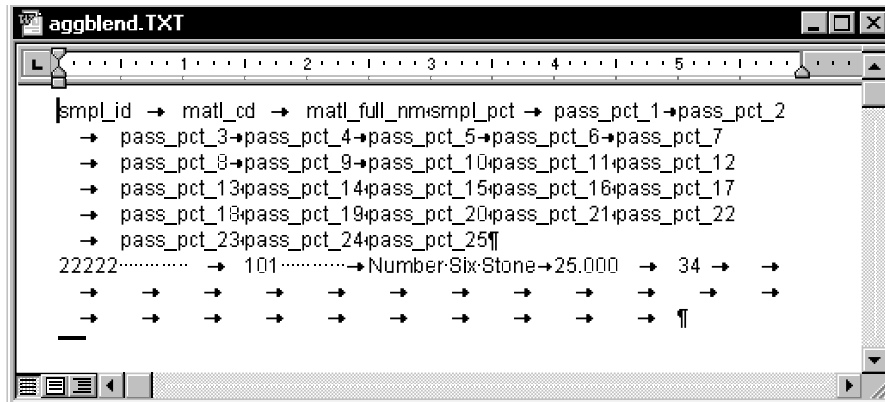 aggblend.TXT
1 2 3 4 5
smpl_id → matl_cd → matl_full_nm→smpl_pct → pass_pct_1→pass_pct_2
→ pass_pct_3→pass_pct_4→pass_pct_5→pass_pct_6→pass_pct_7
→ pass_pct_8→pass_pct_9→pass_pct_10→pass_pct_11→pass_pct_12
→ pass_pct_13→pass_pct_14→pass_pct_15→pass_pct_16→pass_pct_17
→ pass_pct_18→pass_pct_19→pass_pct_20→pass_pct_21→pass_pct_22
→ pass_pct_23→pass_pct_24→pass_pct_25¶
22222·········· → 101··········→Number·Six·Stone→25.000 → 34 → →
→ → → → → → → → → → → →
→ → → → → → → → → → ¶